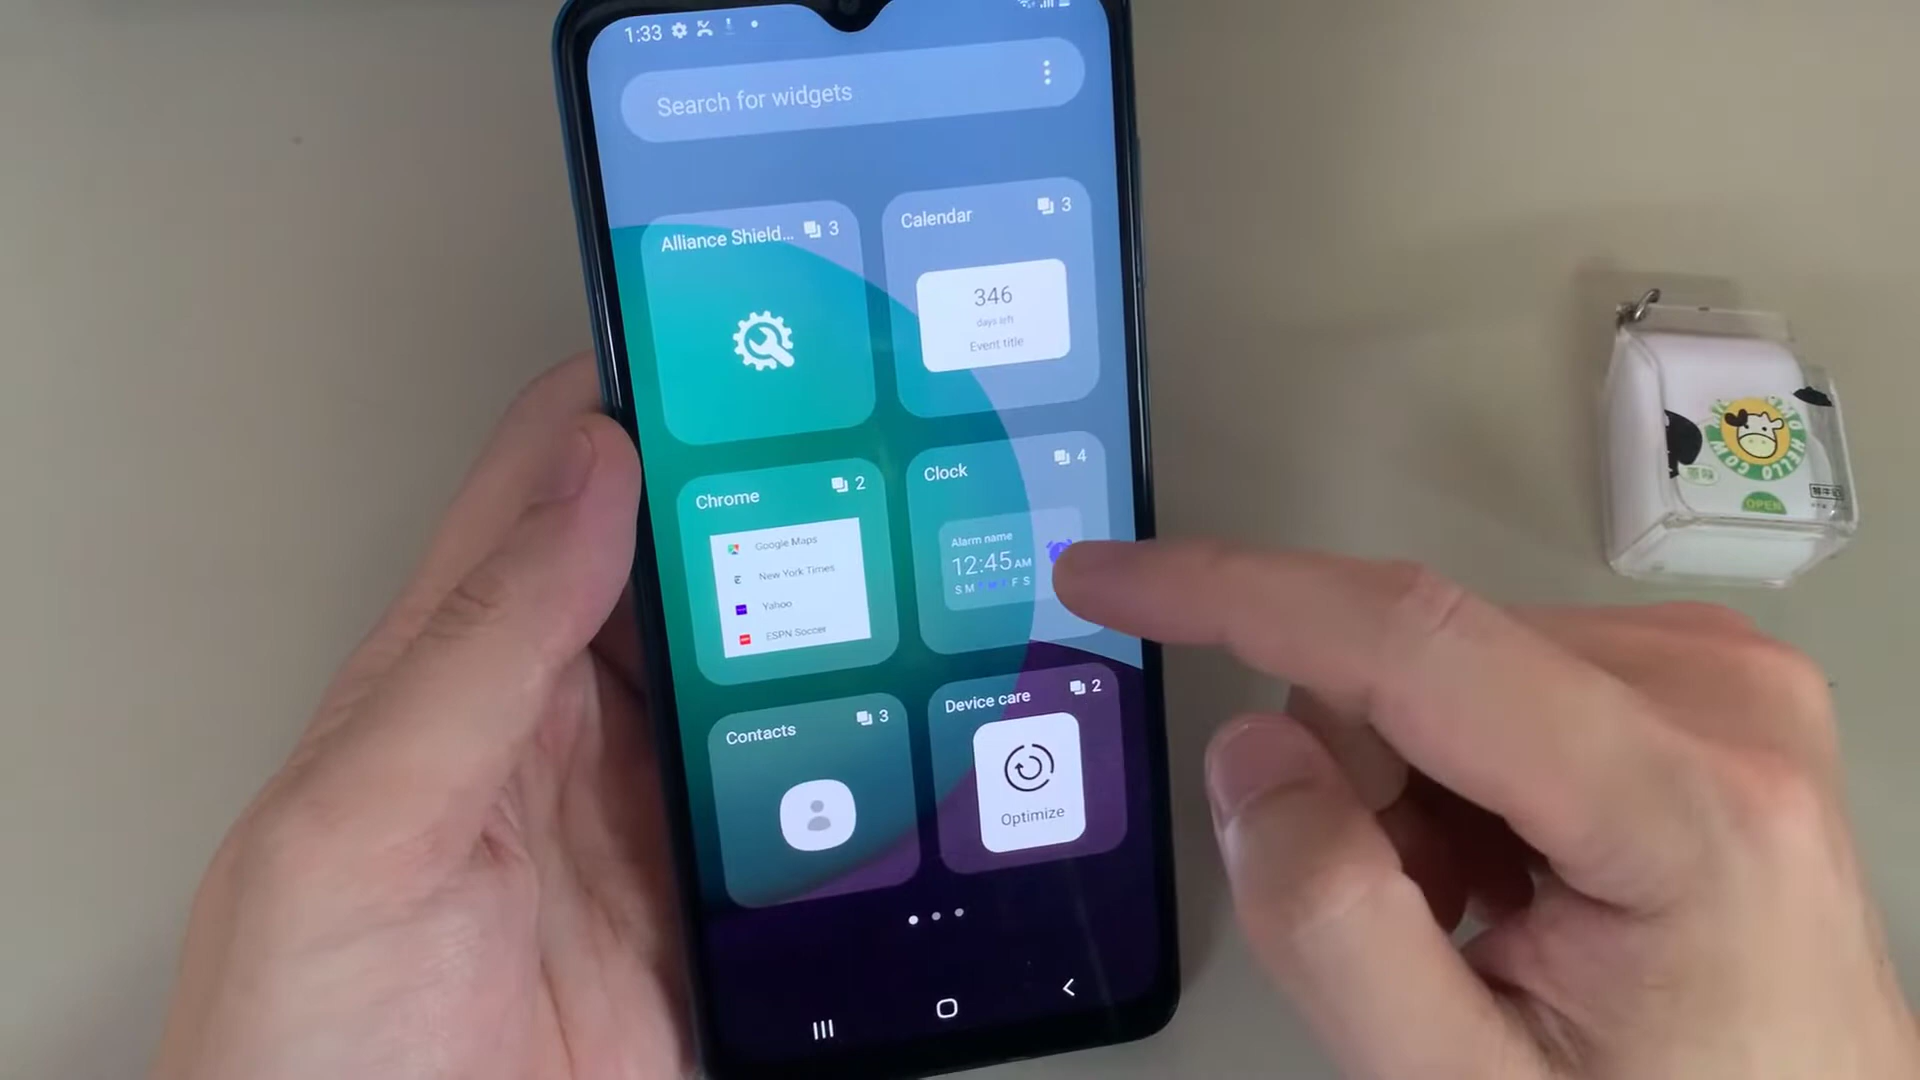 1:33
Search for widgets
Alliance Shield... 3
Calendar 3
346
days left
Event title
Chrome 2
Google Maps
New York Times
Yahoo
ESPN Soccer
Clock 4
Alarm name
12:45 AM
S M T W T F S
Contacts 3
Device care 2
Optimize
HELLO COW
OPEN